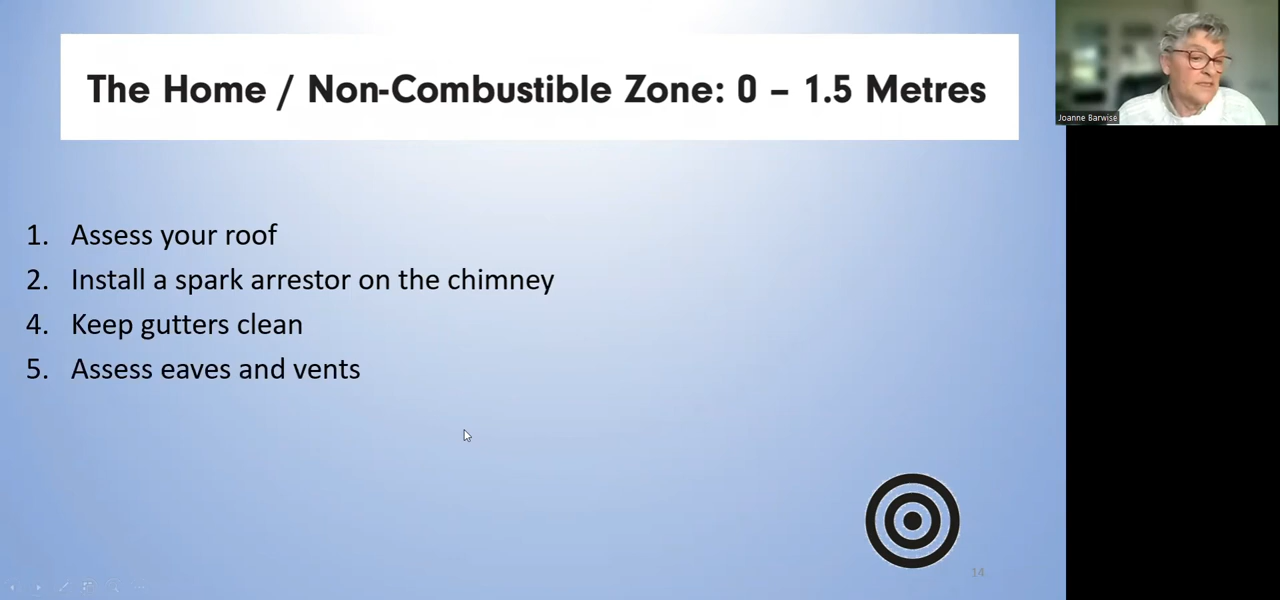 The Home / Non-Combustible Zone: 0 – 1.5 Metres
Joanne Barwise
1. Assess your roof
2. Install a spark arrestor on the chimney
4. Keep gutters clean
5. Assess eaves and vents
14